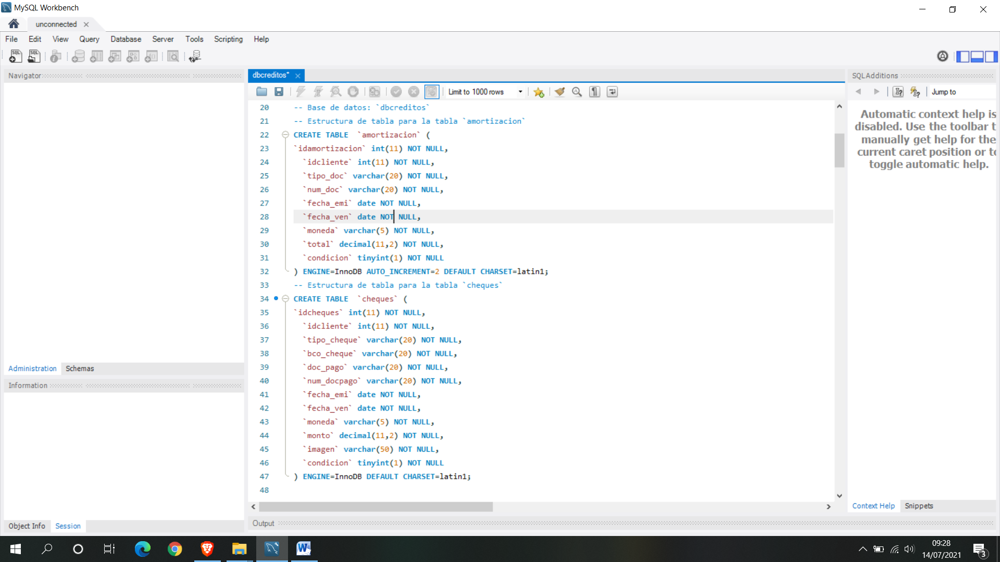 MySQL Workbench
unconnected
File Edit View Query Database Server Tools Scripting Help
Navigator
Administration Schemas
Information
Object Info Session
dbcreditos*
Limit to 1000 rows
20 -- Base de datos: `dbcreditos`
21 -- Estructura de tabla para la tabla `amortizacion`
22 CREATE TABLE `amortizacion` (
23 `idamortizacion` int(11) NOT NULL,
24 `idcliente` int(11) NOT NULL,
25 `tipo_doc` varchar(20) NOT NULL,
26 `num_doc` varchar(20) NOT NULL,
27 `fecha_emi` date NOT NULL,
28 `fecha_ven` date NOT NULL,
29 `moneda` varchar(5) NOT NULL,
30 `total` decimal(11,2) NOT NULL,
31 `condicion` tinyint(1) NOT NULL
32 ) ENGINE=InnoDB AUTO_INCREMENT=2 DEFAULT CHARSET=latin1;
33 -- Estructura de tabla para la tabla `cheques`
34 CREATE TABLE `cheques` (
35 `idcheques` int(11) NOT NULL,
36 `idcliente` int(11) NOT NULL,
37 `tipo_cheque` varchar(20) NOT NULL,
38 `bco_cheque` varchar(20) NOT NULL,
39 `doc_pago` varchar(20) NOT NULL,
40 `num_docpago` varchar(20) NOT NULL,
41 `fecha_emi` date NOT NULL,
42 `fecha_ven` date NOT NULL,
43 `moneda` varchar(5) NOT NULL,
44 `monto` decimal(11,2) NOT NULL,
45 `imagen` varchar(50) NOT NULL,
46 `condicion` tinyint(1) NOT NULL
47 ) ENGINE=InnoDB DEFAULT CHARSET=latin1;
48
Output
SQLAdditions
Jump to
Automatic context help is
disabled. Use the toolbar t
manually get help for the
current caret position or to
toggle automatic help.
Context Help Snippets
09:28
14/07/2021
3